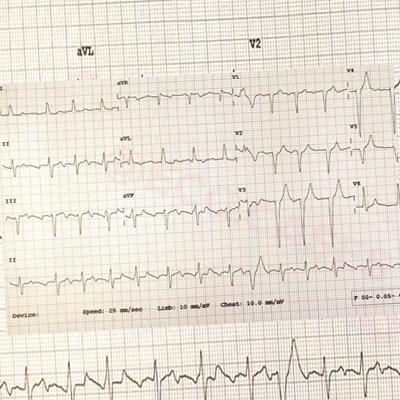 aVL V2
I aVR V1 V4
II aVL V2 V5
III aVF V3 V6
II
Device: Speed: 25 mm/sec Limb: 10 mm/mV Chest: 10.0 mm/mV F 50~ 0.05-